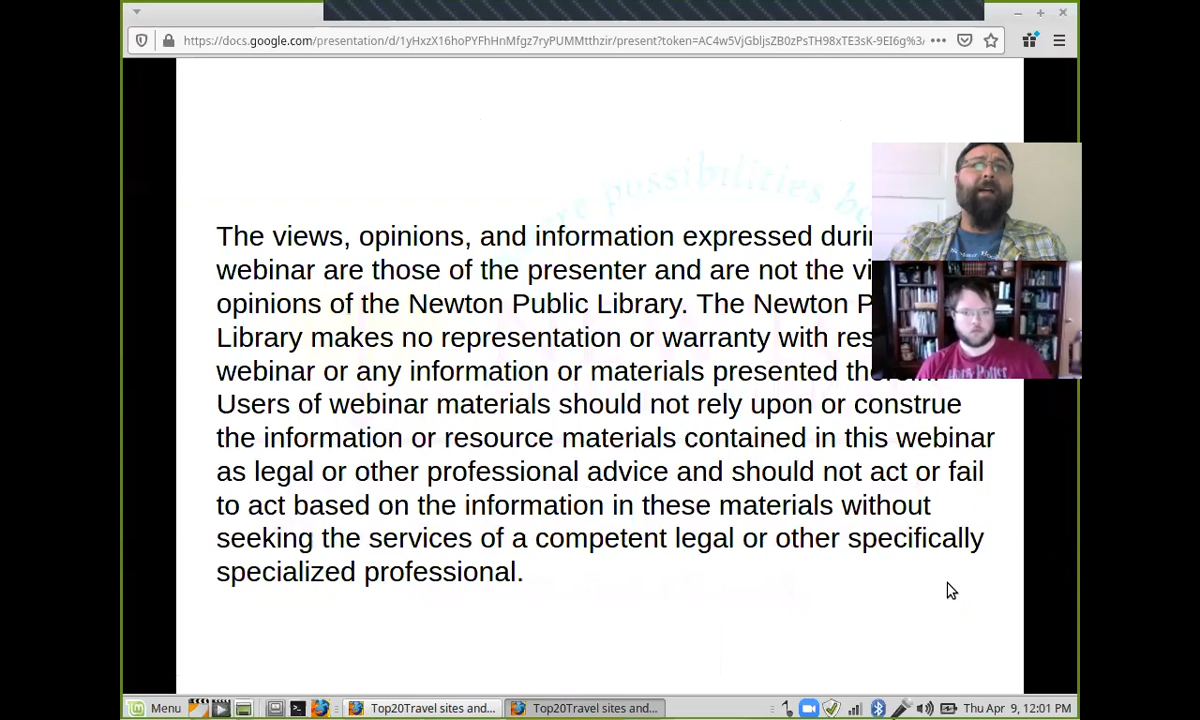 https://docs.google.com/presentation/d/1yHxzX16hoPYFhHnMfgz7ryPUMMtthzir/present?token=AC4w5VjGbljsZB0zPsTH98xTE3sK-9EI6g%3
possibilities
The views, opinions, and information expressed
webinar are those of the presenter and are not the
opinions of the Newton Public Library. The Newton
Library makes no representation or warranty with
webinar or any information or materials presented
Users of webinar materials should not rely upon or construe
the information or resource materials contained in this webinar
as legal or other professional advice and should not act or fail
to act based on the information in these materials without
seeking the services of a competent legal or other specifically
specialized professional.
Harry Potter
Menu
Top20Travel sites and...
Top20Travel sites and...
Thu Apr 9, 12:01 PM